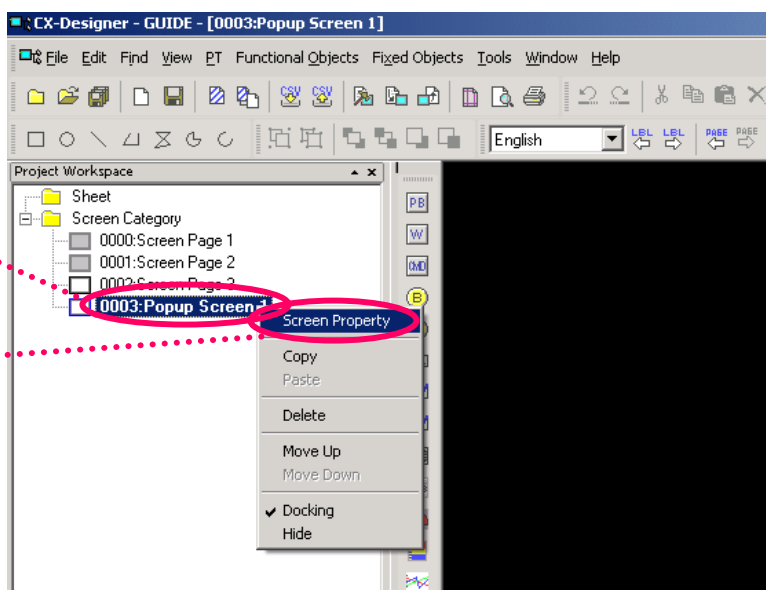 CX-Designer - GUIDE - [0003:Popup Screen 1]
File Edit Find View PT Functional Objects Fixed Objects Tools Window Help
CSV CSV
English LBL LBL PAGE PAGE
Project Workspace
Sheet
Screen Category
0000:Screen Page 1
0001:Screen Page 2
0002:Screen Page 3
0003:Popup Screen 1
PB
W
CMD
B
Screen Property
Copy
Paste
Delete
Move Up
Move Down
Docking
Hide